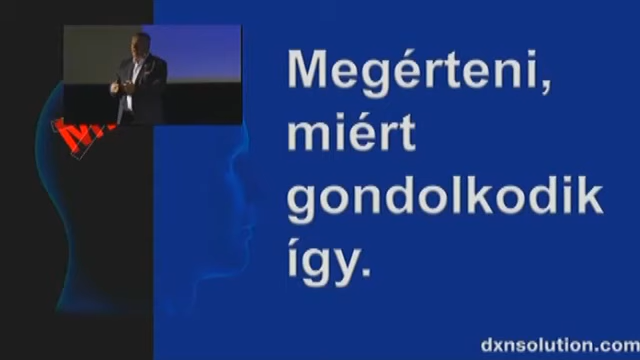 Megérteni,
miért
gondolkodik
így.
dxnsolution.com